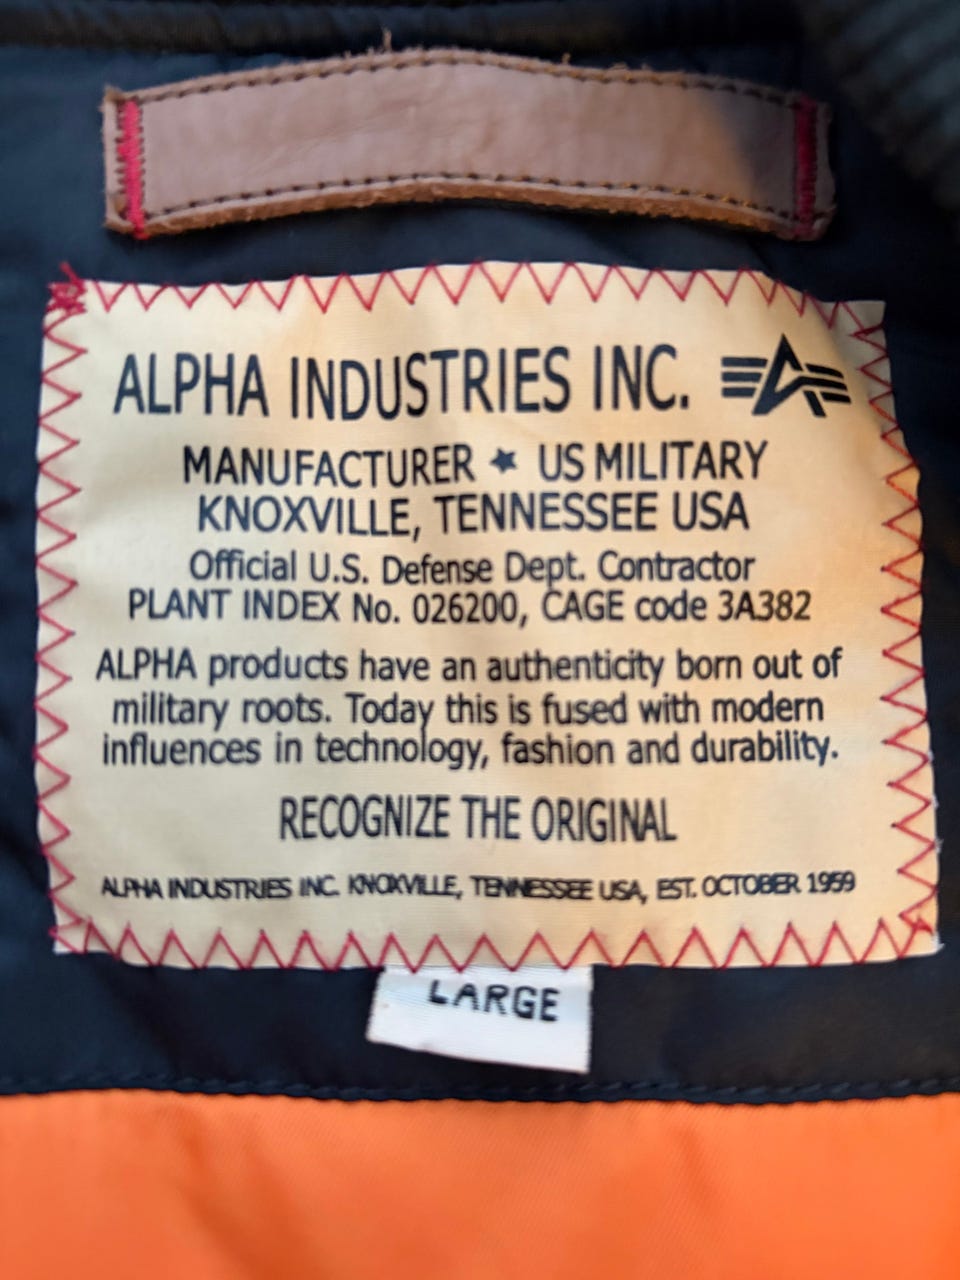 ALPHA INDUSTRIES INC.
MANUFACTURER ★ US MILITARY
KNOXVILLE, TENNESSEE USA
Official U.S. Defense Dept. Contractor
PLANT INDEX No. 026200, CAGE code 3A382
ALPHA products have an authenticity born out of
military roots. Today this is fused with modern
influences in technology, fashion and durability.
RECOGNIZE THE ORIGINAL
ALPHA INDUSTRIES INC. KNOXVILLE, TENNESSEE USA, EST. OCTOBER 1959
LARGE